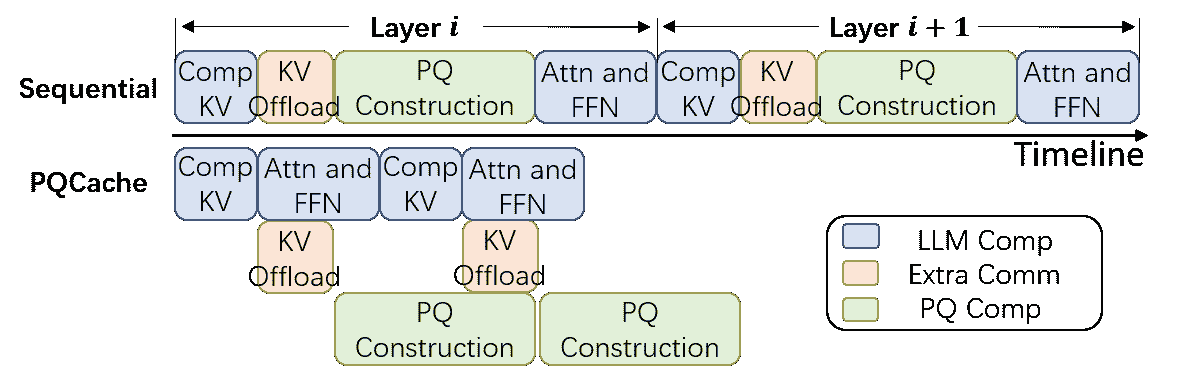 Layer i
Layer i + 1
Sequential
Comp KV
KV Offload
PQ Construction
Attn and FFN
Comp KV
KV Offload
PQ Construction
Attn and FFN
Timeline
PQCache
Comp KV
Attn and FFN
Comp KV
Attn and FFN
KV Offload
KV Offload
PQ Construction
PQ Construction
LLM Comp
Extra Comm
PQ Comp